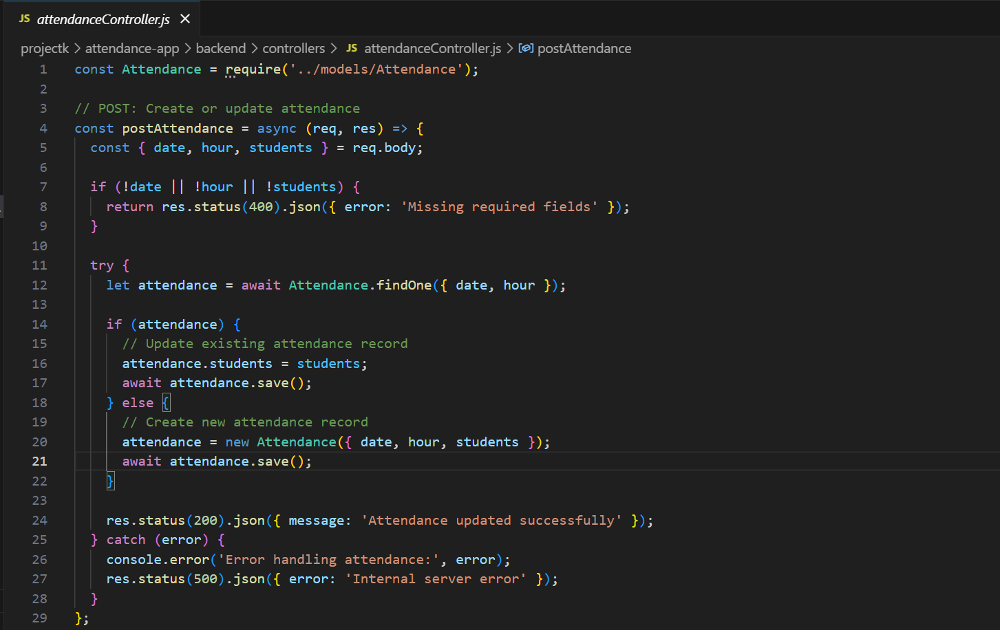 JS attendanceController.js ×
projectk > attendance-app > backend > controllers > JS attendanceController.js > postAttendance
1 const Attendance = require('../models/Attendance');
2
3 // POST: Create or update attendance
4 const postAttendance = async (req, res) => {
5   const { date, hour, students } = req.body;
6
7   if (!date || !hour || !students) {
8     return res.status(400).json({ error: 'Missing required fields' });
9   }
10
11   try {
12     let attendance = await Attendance.findOne({ date, hour });
13
14     if (attendance) {
15       // Update existing attendance record
16       attendance.students = students;
17       await attendance.save();
18     } else {
19       // Create new attendance record
20       attendance = new Attendance({ date, hour, students });
21       await attendance.save();
22     }
23
24     res.status(200).json({ message: 'Attendance updated successfully' });
25   } catch (error) {
26     console.error('Error handling attendance:', error);
27     res.status(500).json({ error: 'Internal server error' });
28   }
29 };